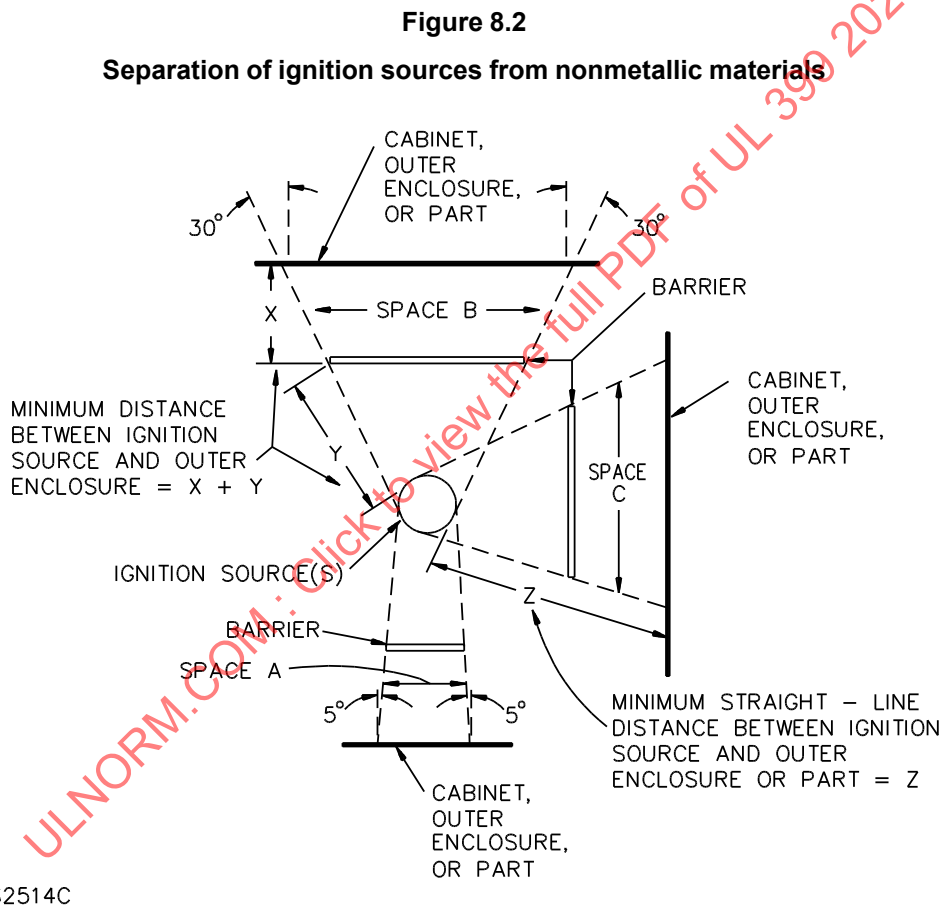 Figure 8.2
Separation of ignition sources from nonmetallic materials
CABINET,
OUTER
ENCLOSURE,
OR PART
30°
30°
X
SPACE B
BARRIER
MINIMUM DISTANCE
BETWEEN IGNITION
SOURCE AND OUTER
ENCLOSURE = X + Y
Y
SPACE
C
CABINET,
OUTER
ENCLOSURE,
OR PART
IGNITION SOURCE(S)
Z
BARRIER
SPACE A
5°
5°
MINIMUM STRAIGHT – LINE
DISTANCE BETWEEN IGNITION
SOURCE AND OUTER
ENCLOSURE OR PART = Z
CABINET,
OUTER
ENCLOSURE,
OR PART
2514C
ULNORM.COM : Click to view the full PDF of UL 399